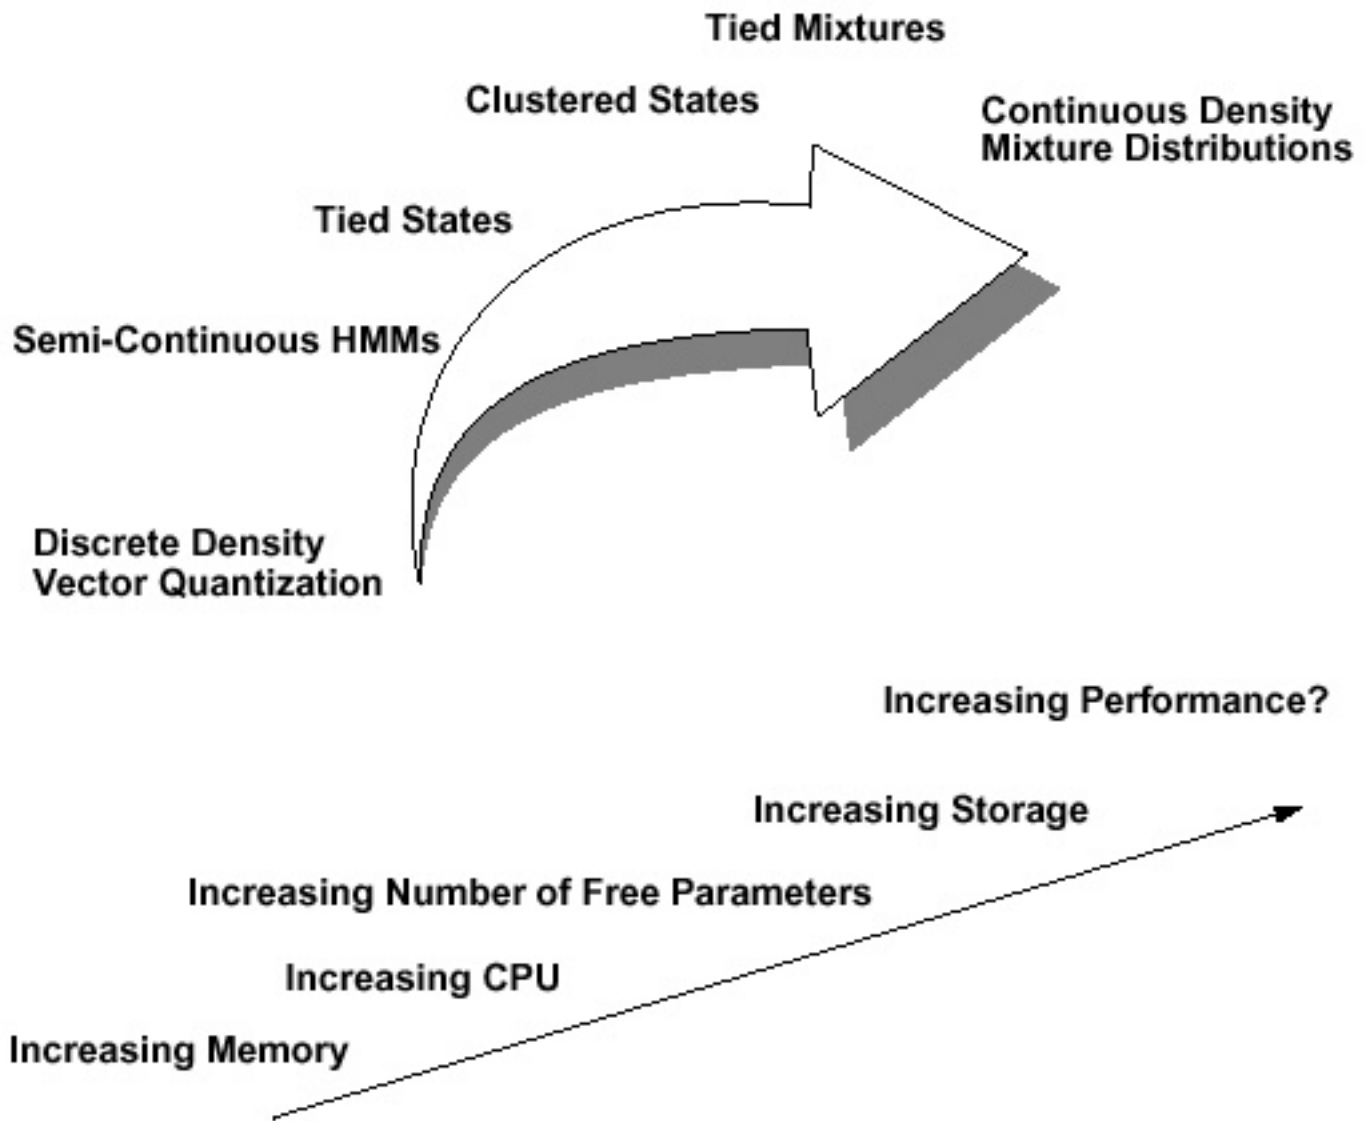 Tied Mixtures
Clustered States
Continuous Density
Mixture Distributions
Tied States
Semi-Continuous HMMs
Discrete Density
Vector Quantization
Increasing Performance?
Increasing Storage
Increasing Number of Free Parameters
Increasing CPU
Increasing Memory